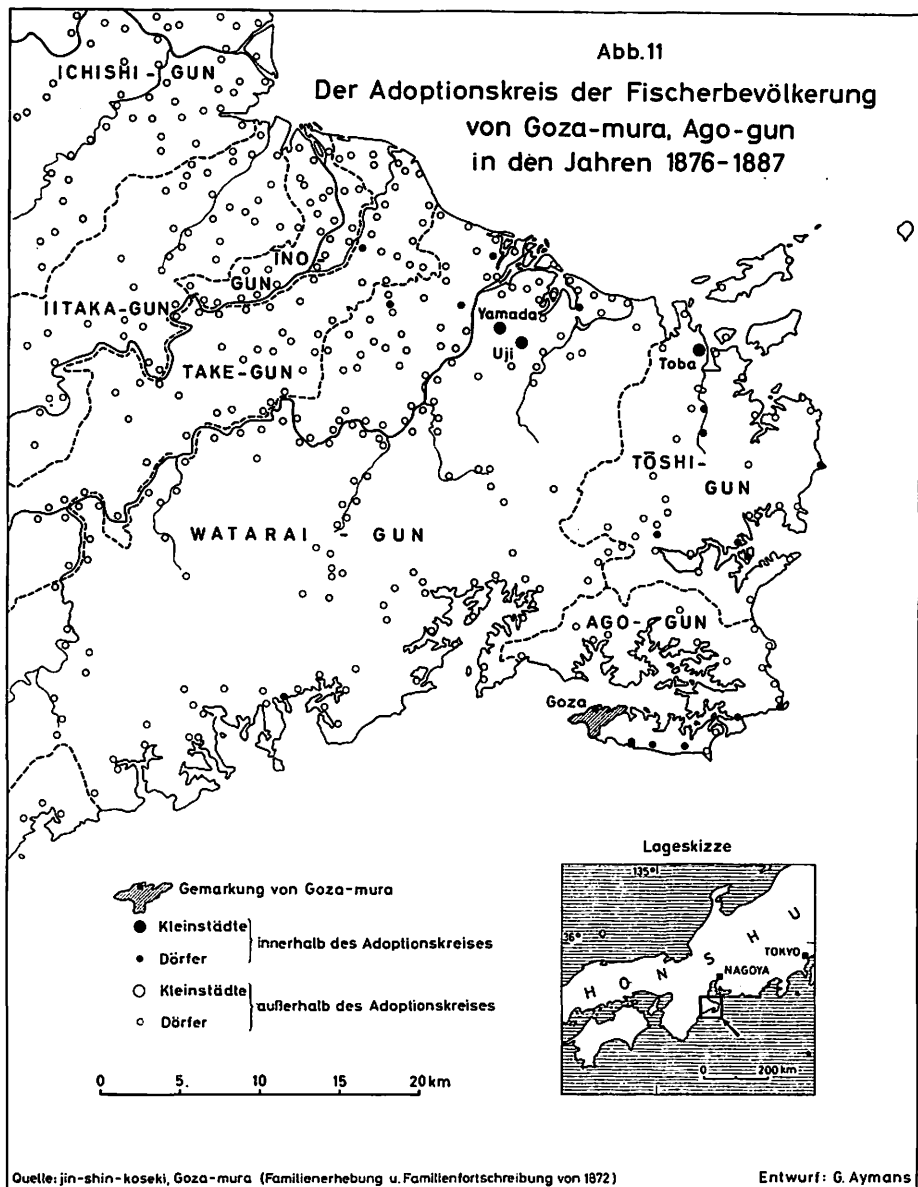 Abb.11
Der Adoptionskreis der Fischerbevölkerung
von Goza-mura, Ago-gun
in den Jahren 1876-1887
ICHISHI-GUN
INO-
GUN
IITAKA-GUN
Yamada
Uji
Toba
TAKE-GUN
TŌSHI-
GUN
WATARAI-GUN
AGO-GUN
Goza
Gemarkung von Goza-mura
Kleinstädte
Dörfer
innerhalb des Adoptionskreises
Kleinstädte
Dörfer
außerhalb des Adoptionskreises
0 5. 10 15 20 km
Lageskizze
135°
36°
HONSHU
TOKYO
NAGOYA
0 200 km
Quelle: jin-shin-koseki, Goza-mura (Familienerhebung u. Familienfortschreibung von 1872)
Entwurf: G. Aymans